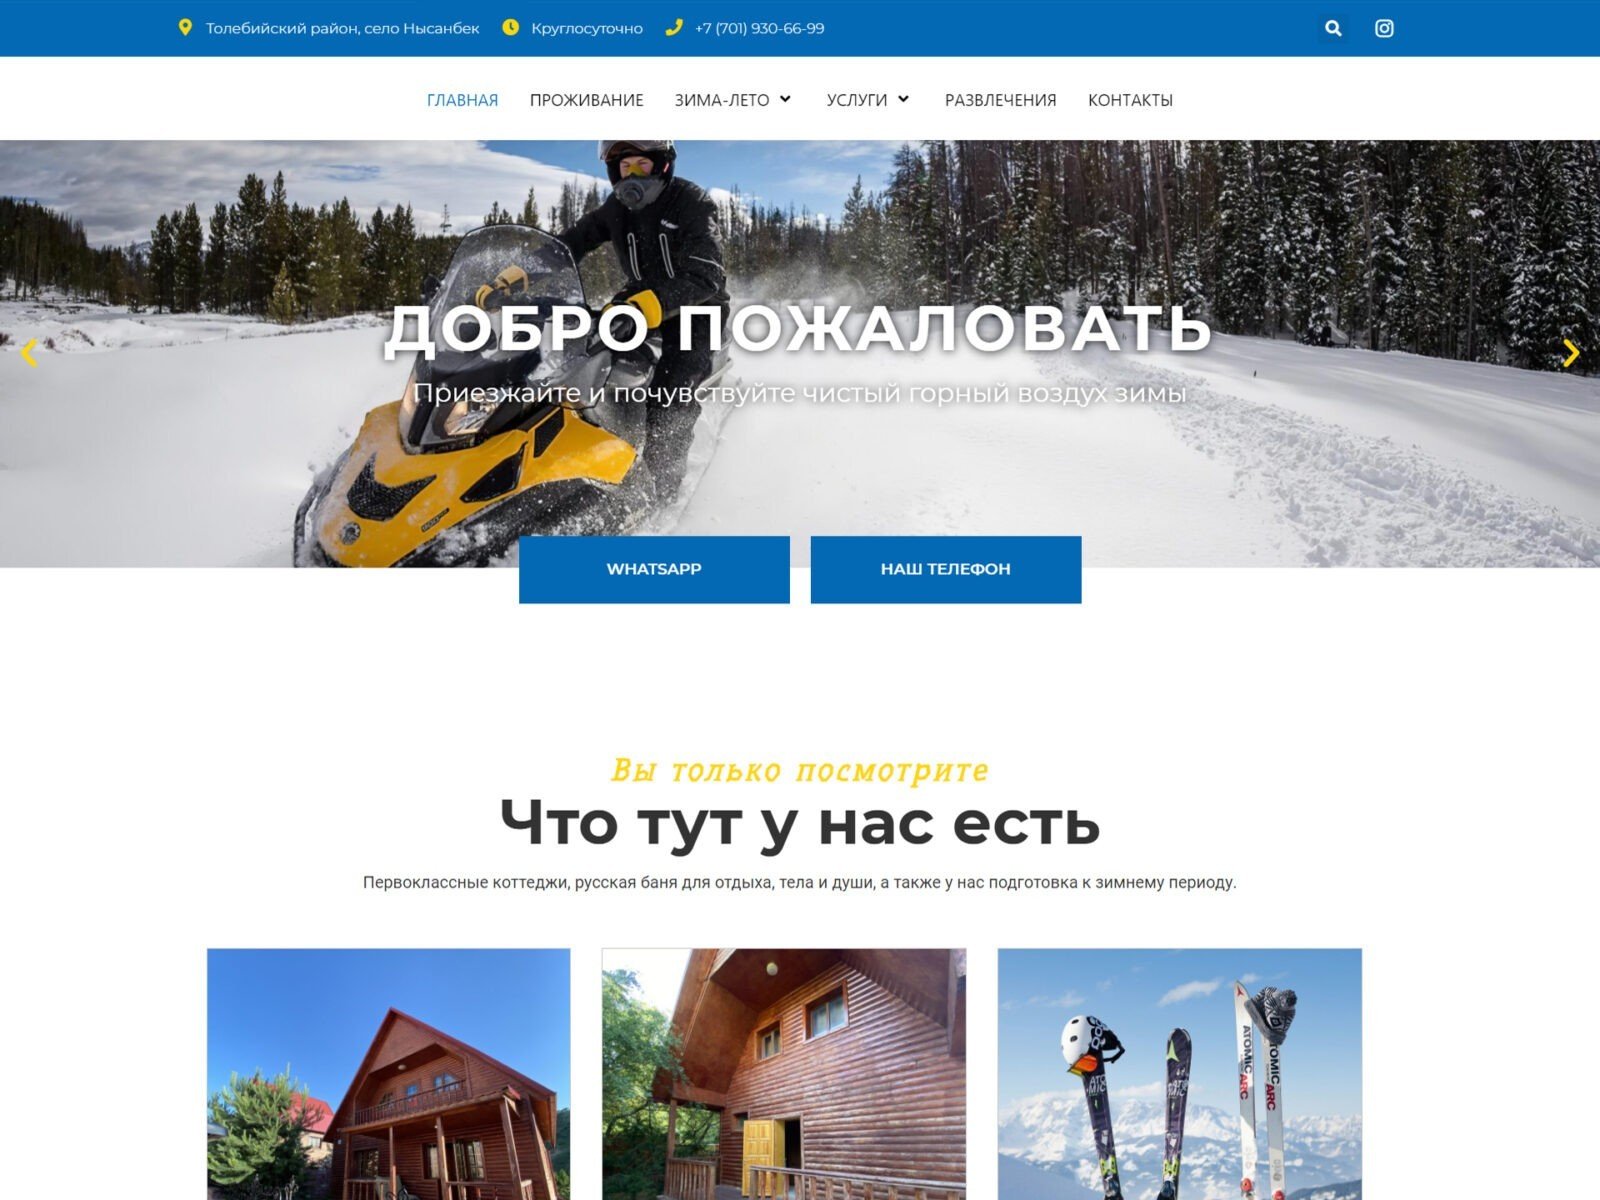 Толебийский район, село Нысанбек Круглосуточно +7 (701) 930-66-99
ГЛАВНАЯ ПРОЖИВАНИЕ ЗИМА-ЛЕТО УСЛУГИ РАЗВЛЕЧЕНИЯ КОНТАКТЫ
ДОБРО ПОЖАЛОВАТЬ
Приезжайте и почувствуйте чистый горный воздух зимы
WHATSAPP НАШ ТЕЛЕФОН
Вы только посмотрите
Что тут у нас есть
Первоклассные коттеджи, русская баня для отдыха, тела и души, а также у нас подготовка к зимнему периоду.
ATOMIC ARC
ATOMIC ARC